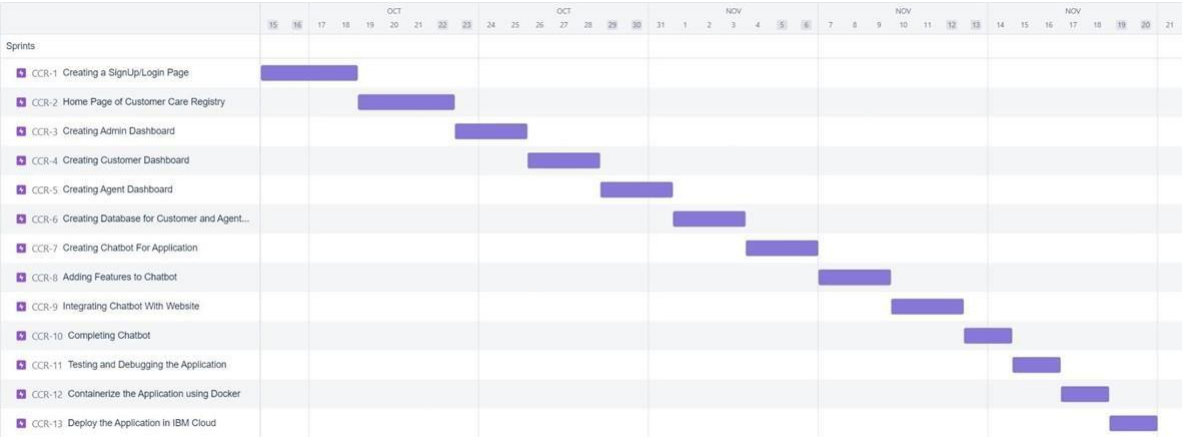 OCT OCT NOV NOV NOV
15 16 17 18 19 20 21 22 23 24 25 26 27 28 29 30 31 1 2 3 4 5 6 7 8 9 10 11 12 13 14 15 16 17 18 19 20 21
Sprints
CCR-1 Creating a SignUp/Login Page
CCR-2 Home Page of Customer Care Registry
CCR-3 Creating Admin Dashboard
CCR-4 Creating Customer Dashboard
CCR-5 Creating Agent Dashboard
CCR-6 Creating Database for Customer and Agent...
CCR-7 Creating Chatbot For Application
CCR-8 Adding Features to Chatbot
CCR-9 Integrating Chatbot With Website
CCR-10 Completing Chatbot
CCR-11 Testing and Debugging the Application
CCR-12 Containerize the Application using Docker
CCR-13 Deploy the Application in IBM Cloud